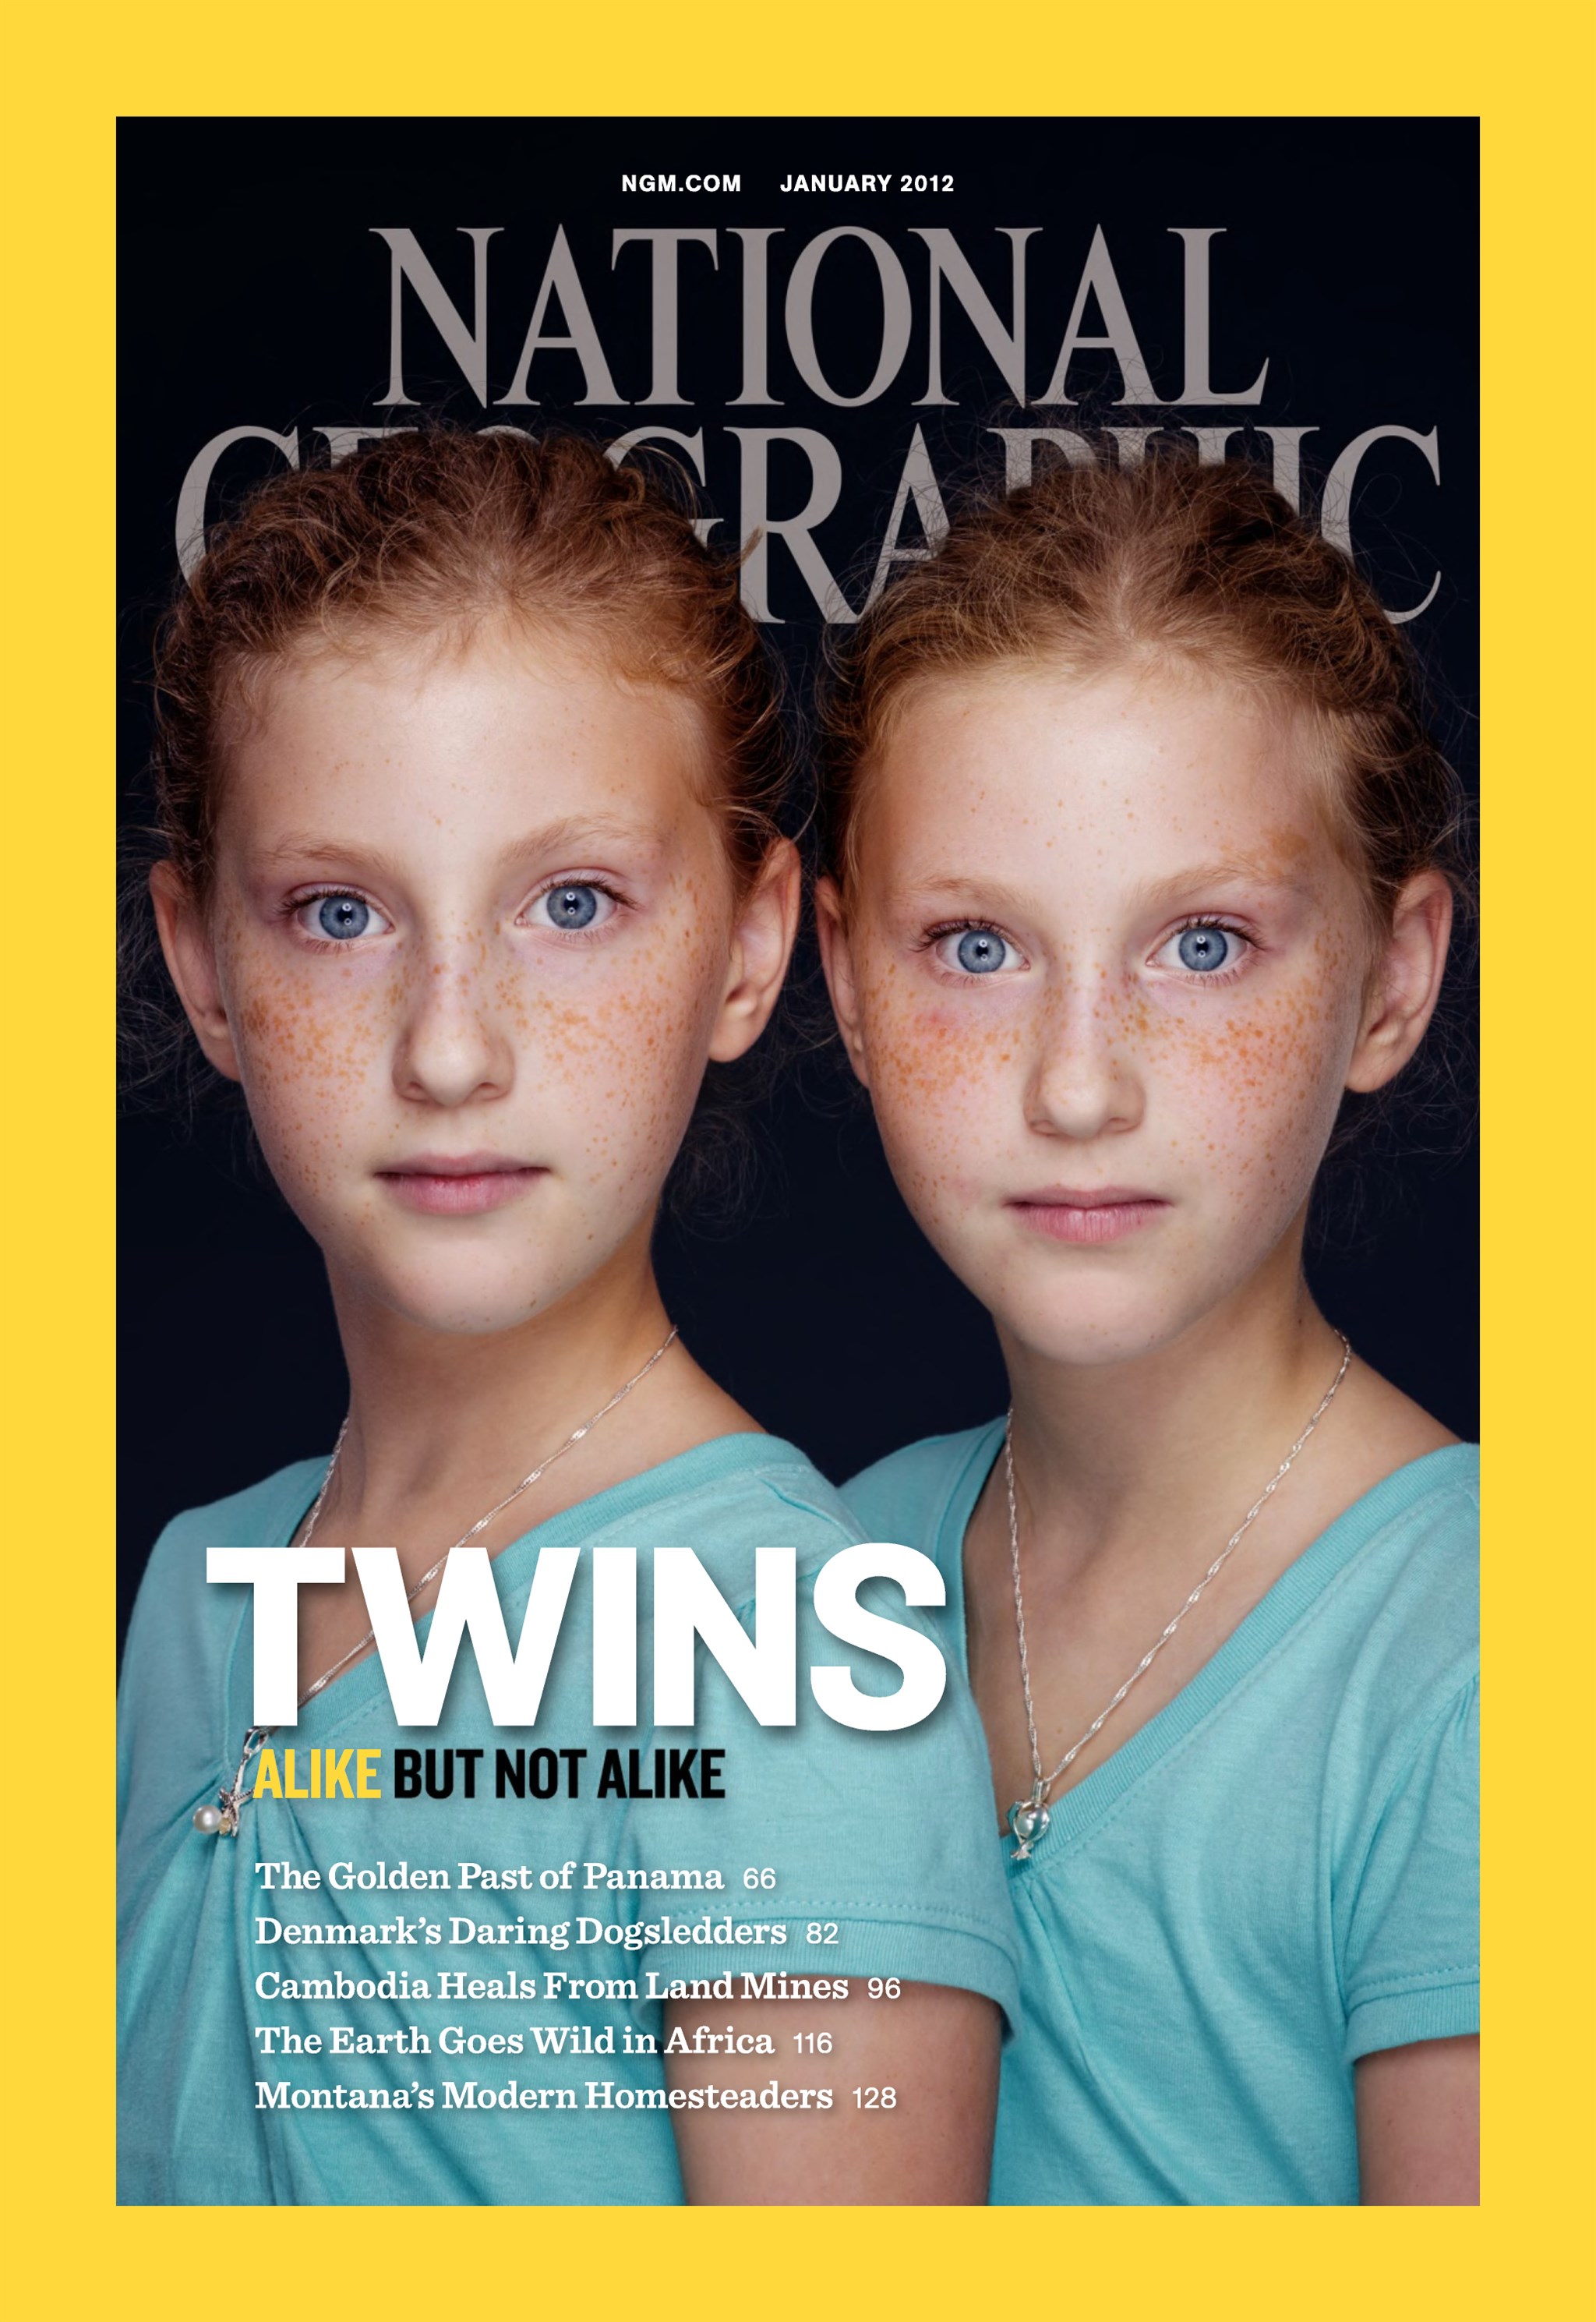 NGM.COM JANUARY 2012
NATIONAL
GEOGRAPHIC
TWINS
ALIKE BUT NOT ALIKE
The Golden Past of Panama 66
Denmark's Daring Dogsledders 82
Cambodia Heals From Land Mines 96
The Earth Goes Wild in Africa 116
Montana's Modern Homesteaders 128